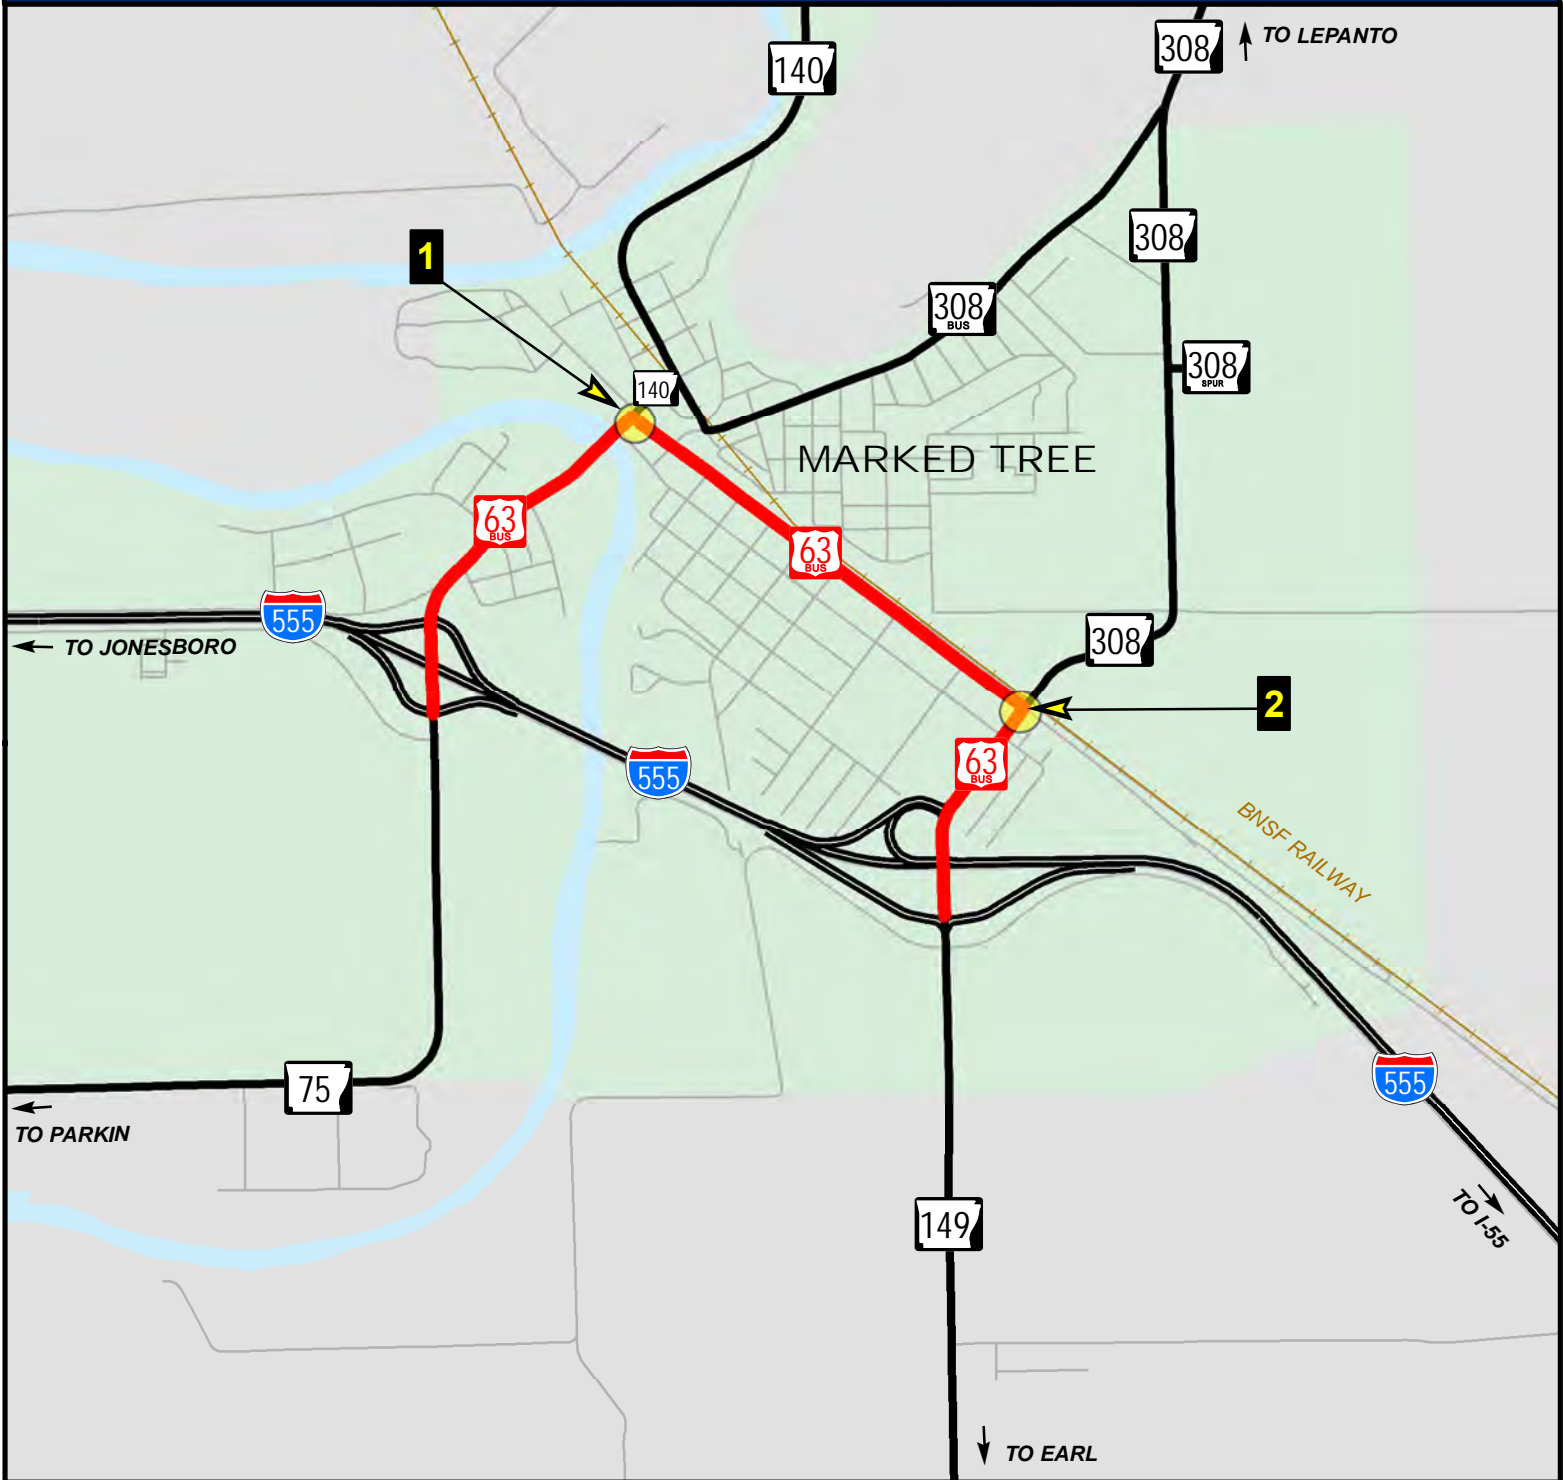 308
TO LEPANTO
140
308
1
308
BUS
308
SPUR
140
MARKED TREE
63
BUS
63
BUS
555
308
TO JONESBORO
2
63
BUS
555
BNSF RAILWAY
555
75
TO PARKIN
149
TO I-55
TO EARL